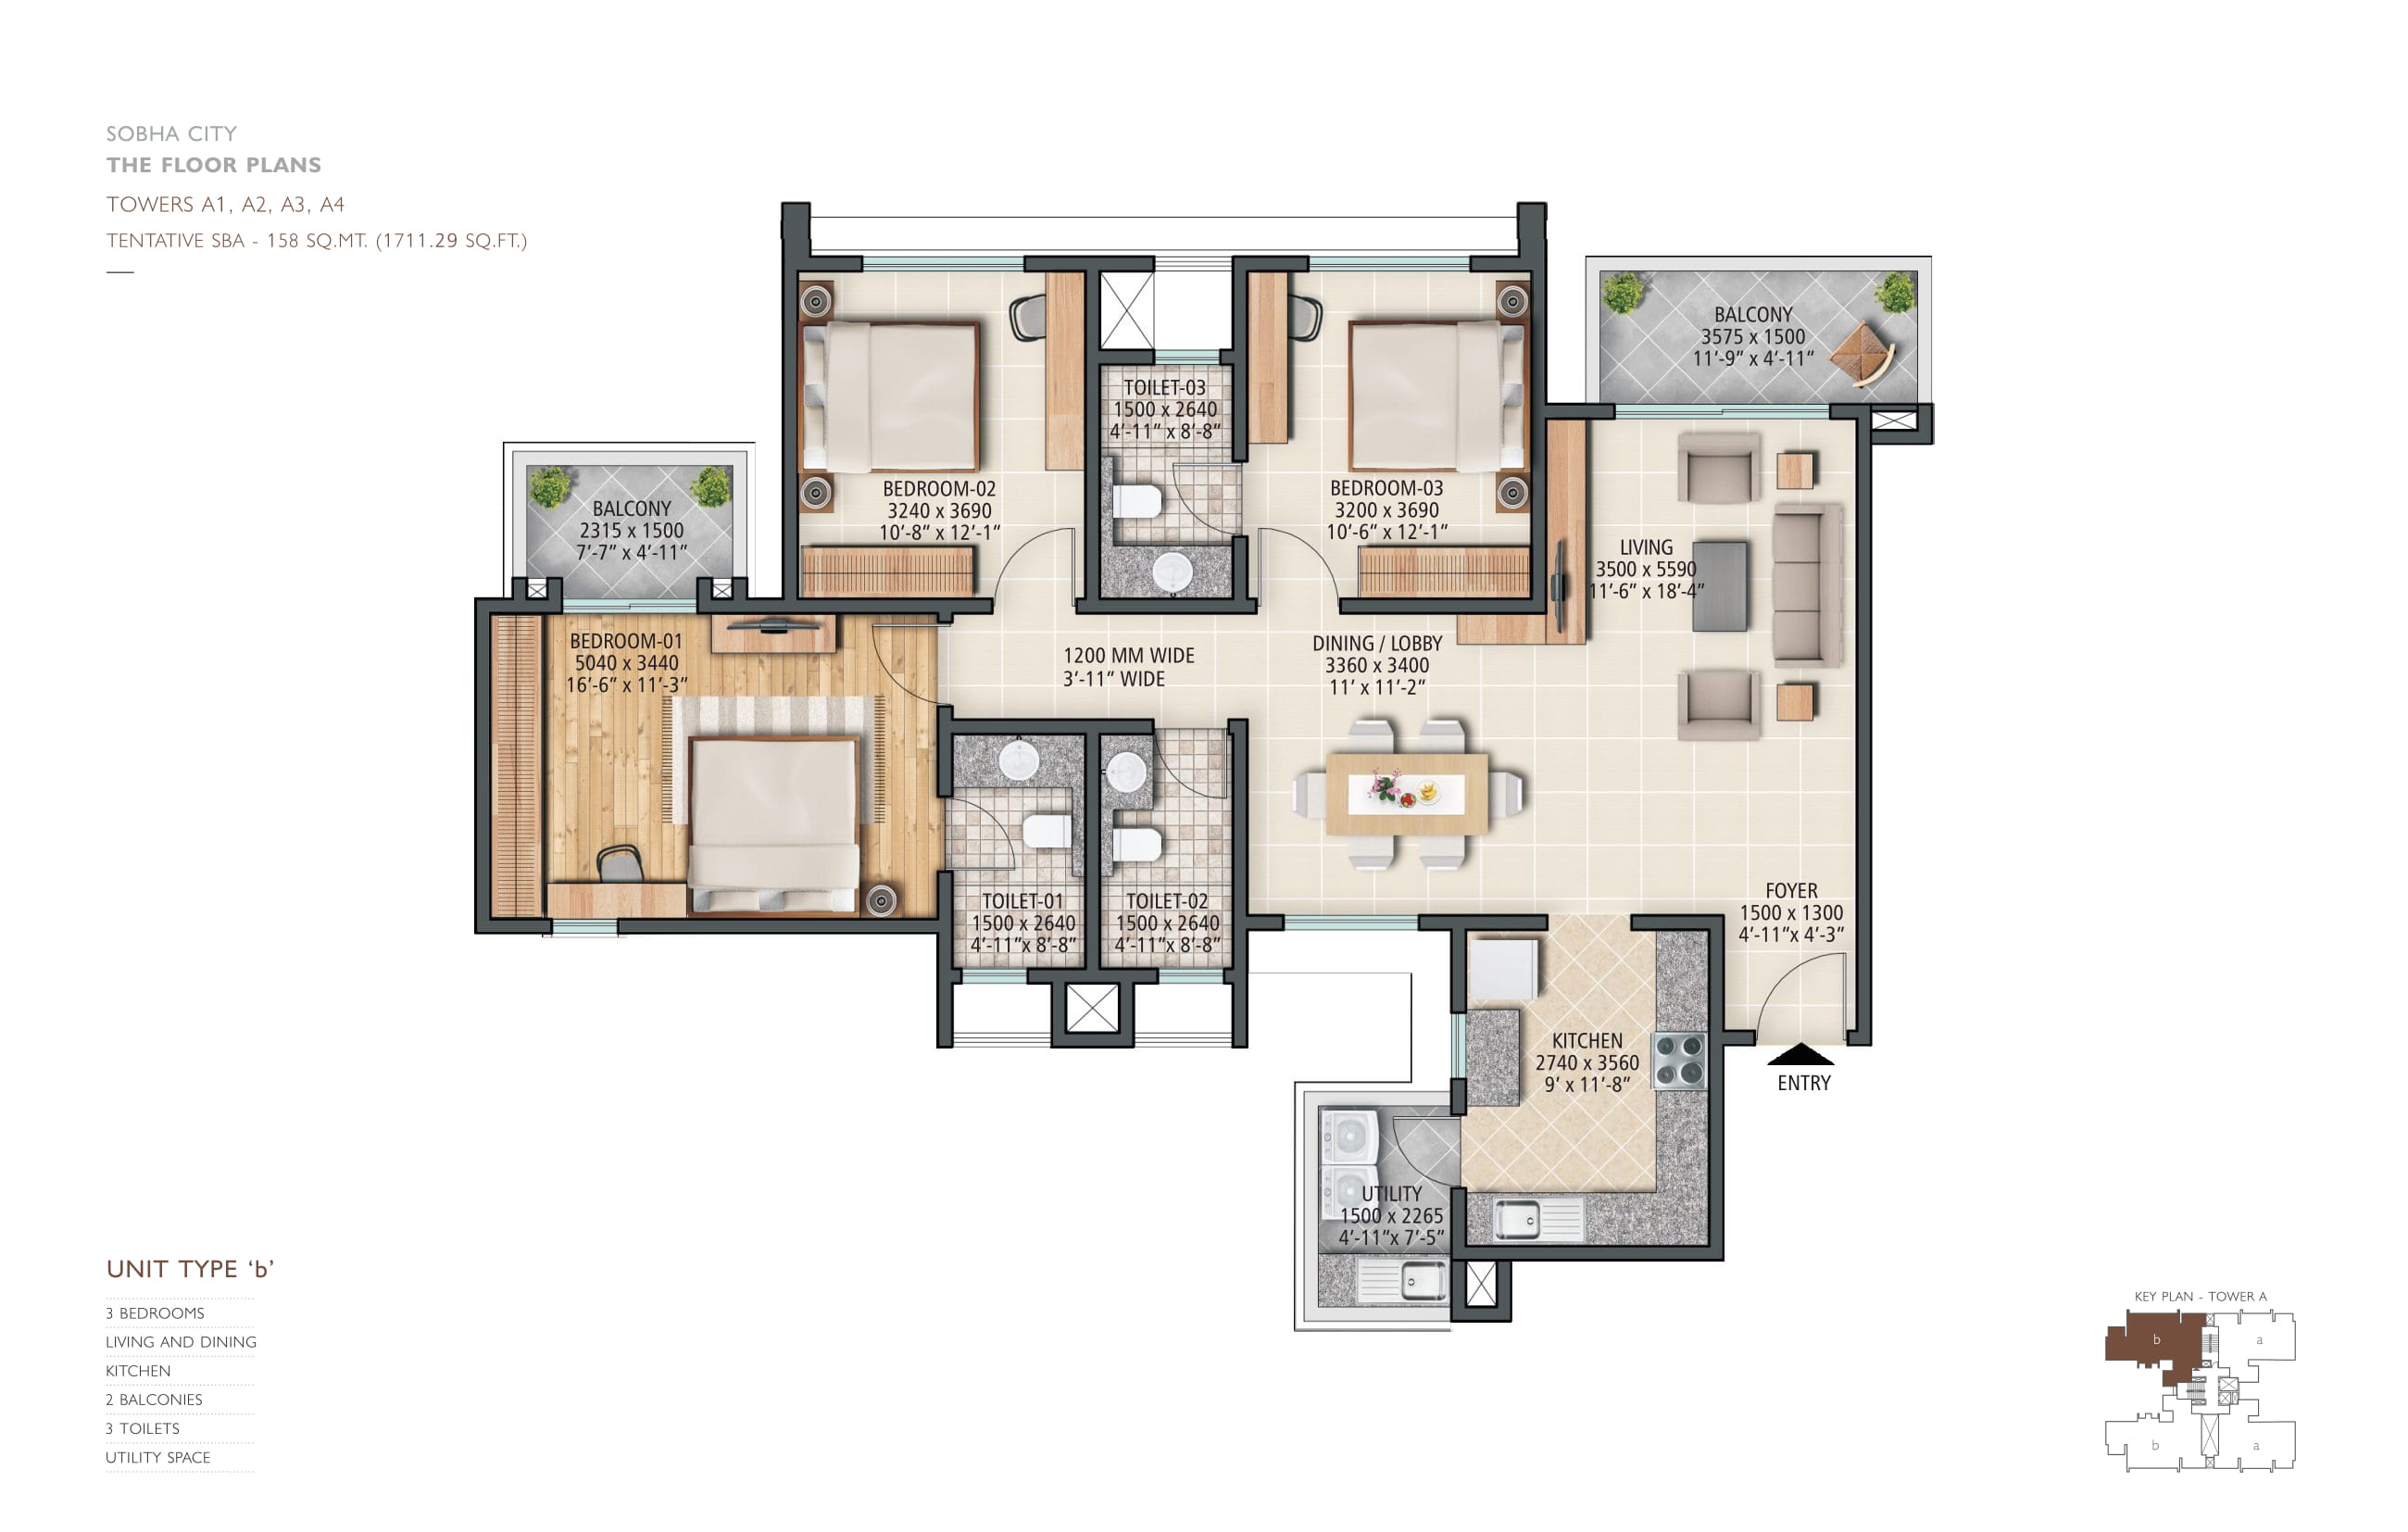 SOBHA CITY
THE FLOOR PLANS
TOWERS A1, A2, A3, A4
TENTATIVE SBA - 158 SQ.MT. (1711.29 SQ.FT.)
BALCONY
3575 x 1500
11’-9” x 4’-11”
TOILET-03
1500 x 2640
4’-11” x 8’-8”
BEDROOM-02
3240 x 3690
10’-8” x 12’-1”
BEDROOM-03
3200 x 3690
10’-6” x 12’-1”
BALCONY
2315 x 1500
7’-7” x 4’-11”
LIVING
3500 x 5590
11’-6” x 18’-4”
BEDROOM-01
5040 x 3440
16’-6” x 11’-3”
1200 MM WIDE
3’-11” WIDE
DINING / LOBBY
3360 x 3400
11’ x 11’-2”
TOILET-01
1500 x 2640
4’-11”x 8’-8”
TOILET-02
1500 x 2640
4’-11”x 8’-8”
FOYER
1500 x 1300
4’-11”x 4’-3”
KITCHEN
2740 x 3560
9’ x 11’-8”
ENTRY
UTILITY
1500 x 2265
4’-11”x 7’-5”
UNIT TYPE ‘b’
3 BEDROOMS
LIVING AND DINING
KITCHEN
2 BALCONIES
3 TOILETS
UTILITY SPACE
KEY PLAN - TOWER A
b
a
b
a